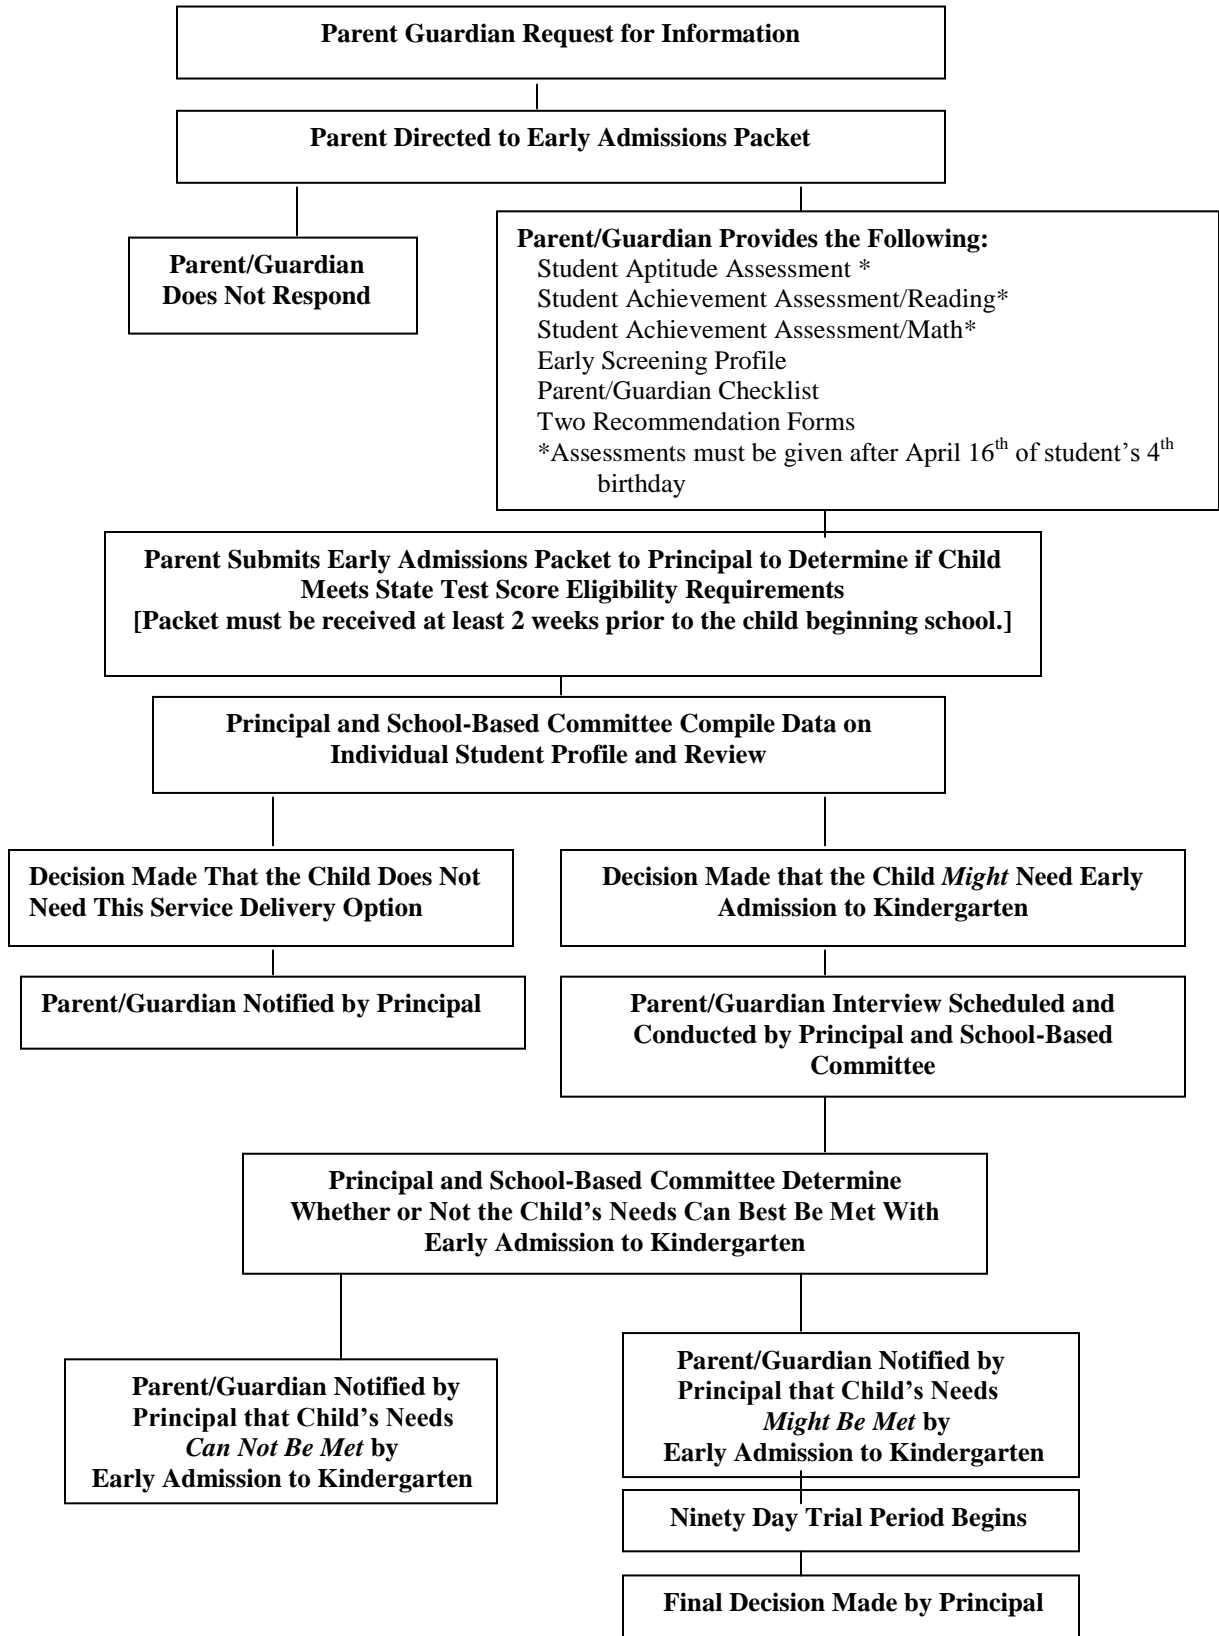 Parent Guardian Request for Information
Parent Directed to Early Admissions Packet
Parent/Guardian
Does Not Respond
Parent/Guardian Provides the Following:
Student Aptitude Assessment *
Student Achievement Assessment/Reading*
Student Achievement Assessment/Math*
Early Screening Profile
Parent/Guardian Checklist
Two Recommendation Forms
*Assessments must be given after April 16th of student's 4th
birthday
Parent Submits Early Admissions Packet to Principal to Determine if Child
Meets State Test Score Eligibility Requirements
[Packet must be received at least 2 weeks prior to the child beginning school.]
Principal and School-Based Committee Compile Data on
Individual Student Profile and Review
Decision Made That the Child Does Not
Need This Service Delivery Option
Decision Made that the Child Might Need Early
Admission to Kindergarten
Parent/Guardian Notified by Principal
Parent/Guardian Interview Scheduled and
Conducted by Principal and School-Based
Committee
Principal and School-Based Committee Determine
Whether or Not the Child's Needs Can Best Be Met With
Early Admission to Kindergarten
Parent/Guardian Notified by
Principal that Child's Needs
Can Not Be Met by
Early Admission to Kindergarten
Parent/Guardian Notified by
Principal that Child's Needs
Might Be Met by
Early Admission to Kindergarten
Ninety Day Trial Period Begins
Final Decision Made by Principal